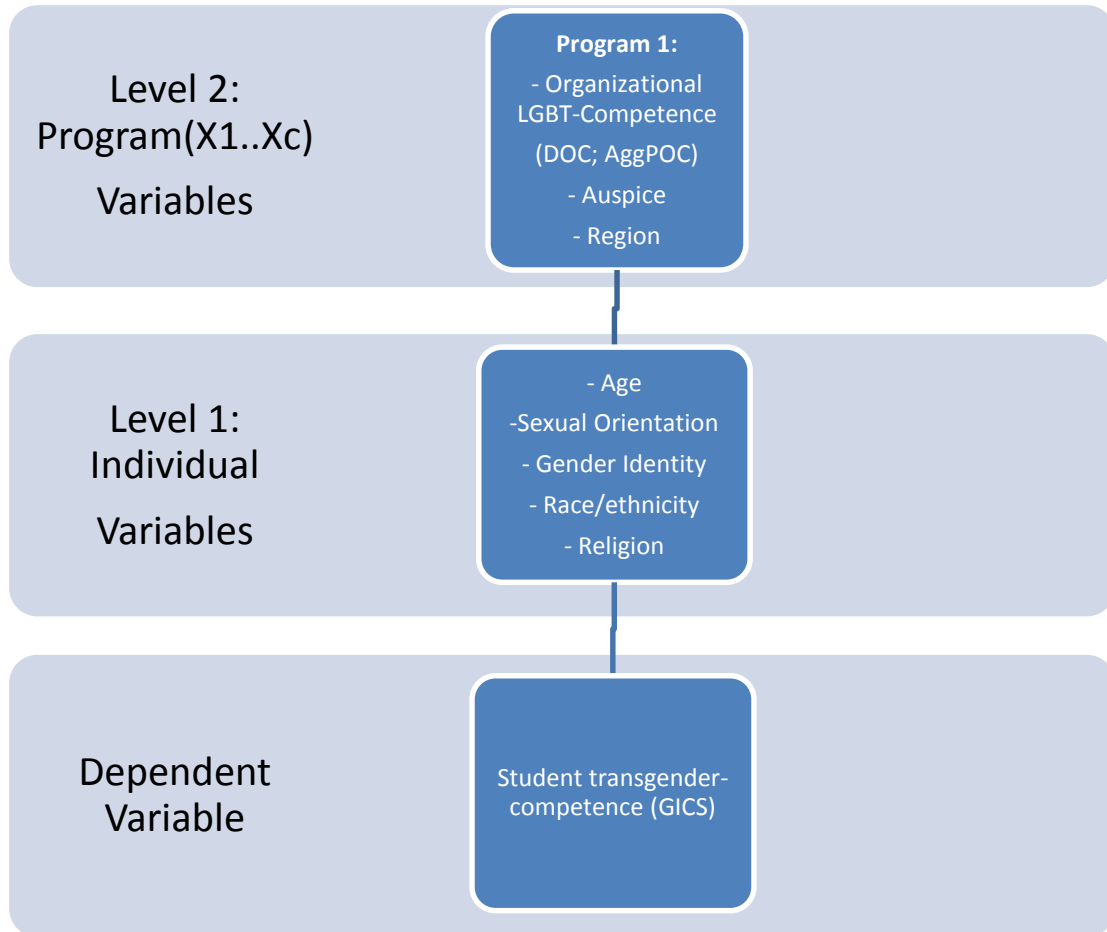 Level 2:
Program(X1..Xc)
Variables
Program 1:
- Organizational
LGBT-Competence
(DOC; AggPOC)
- Auspice
- Region
Level 1:
Individual
Variables
- Age
-Sexual Orientation
- Gender Identity
- Race/ethnicity
- Religion
Dependent
Variable
Student transgender-
competence (GICS)